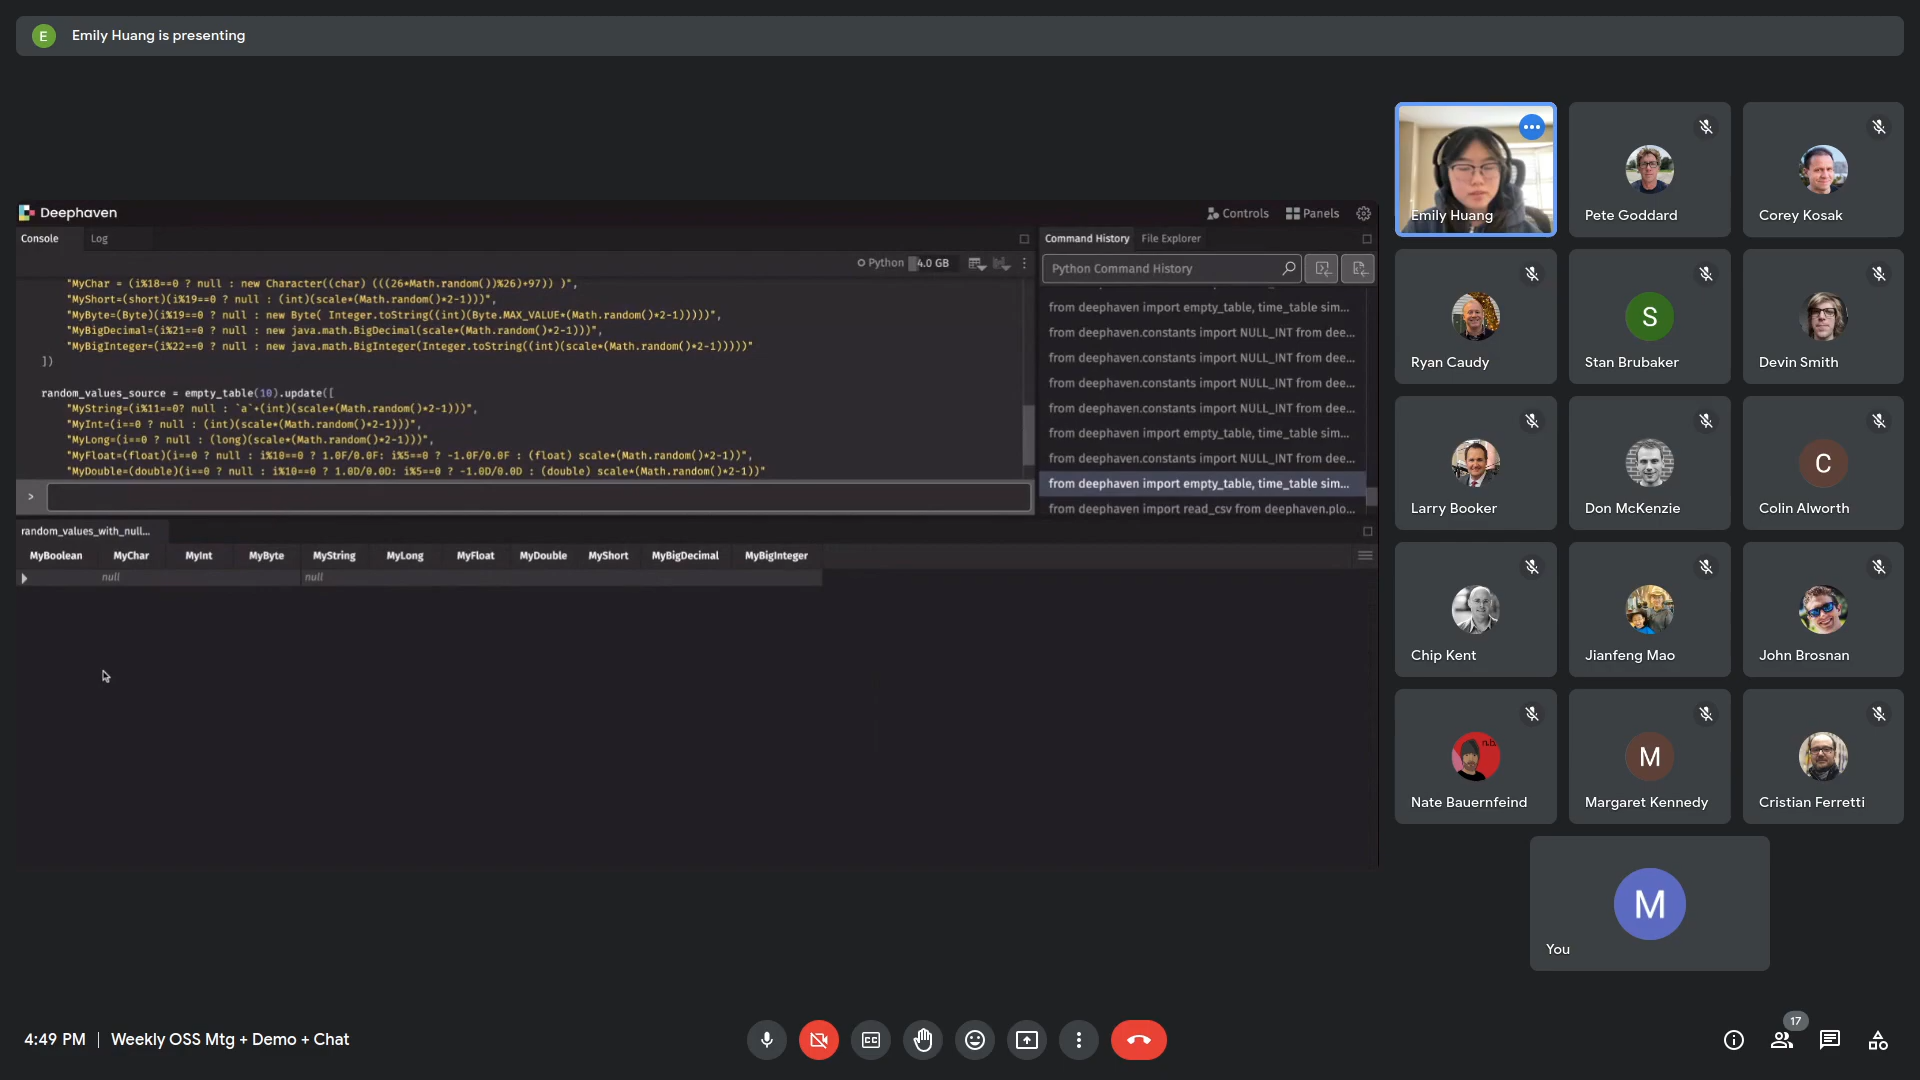 E Emily Huang is presenting
Deephaven
Controls Panels
Console Log
Python 4.0 GB
"MyChar = (i%18==0 ? null : new Character((char) (((26*Math.random())%26)+97)) )",
"MyShort=(short)(i%19==0 ? null : (int)(scale*(Math.random()*2-1)))",
"MyByte=(Byte)(i%19==0 ? null : new Byte( Integer.toString((int)(Byte.MAX_VALUE*(Math.random()*2-1)))))",
"MyBigDecimal=(i%21==0 ? null : new java.math.BigDecimal(scale*(Math.random()*2-1)))",
"MyBigInteger=(i%22==0 ? null : new java.math.BigInteger(Integer.toString((int)(scale*(Math.random()*2-1)))))"
])
random_values_source = empty_table(10).update([
"MyString=(i%11==0? null : `a`+(int)(scale*(Math.random()*2-1)))",
"MyInt=(i==0 ? null : (int)(scale*(Math.random()*2-1)))",
"MyLong=(i==0 ? null : (long)(scale*(Math.random()*2-1)))",
"MyFloat=(float)(i==0 ? null : i%10==0 ? 1.0F/0.0F: i%5==0 ? -1.0F/0.0F : (float) scale*(Math.random()*2-1))",
"MyDouble=(double)(i==0 ? null : i%10==0 ? 1.0D/0.0D: i%5==0 ? -1.0D/0.0D : (double) scale*(Math.random()*2-1))"
>
Command History File Explorer
Python Command History
from deephaven import empty_table, time_table sim...
from deephaven.constants import NULL_INT from dee...
from deephaven.constants import NULL_INT from dee...
from deephaven.constants import NULL_INT from dee...
from deephaven.constants import NULL_INT from dee...
from deephaven import empty_table, time_table sim...
from deephaven.constants import NULL_INT from dee...
from deephaven import empty_table, time_table sim...
from deephaven import read_csv from deephaven.plo...
random_values_with_null...
MyBoolean MyChar MyInt MyByte MyString MyLong MyFloat MyDouble MyShort MyBigDecimal MyBigInteger
null null
Emily Huang
Pete Goddard
Corey Kosak
Ryan Caudy
S
Stan Brubaker
Devin Smith
Larry Booker
Don McKenzie
C
Colin Alworth
Chip Kent
Jianfeng Mao
John Brosnan
Nate Bauernfeind
M
Margaret Kennedy
Cristian Ferretti
M
You
4:49 PM | Weekly OSS Mtg + Demo + Chat
CC
17